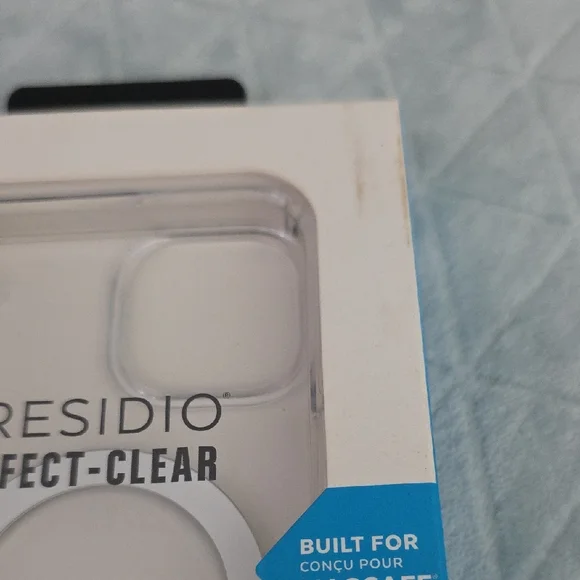 RESIDIO®
FECT-CLEAR
BUILT FOR
CONÇU POUR